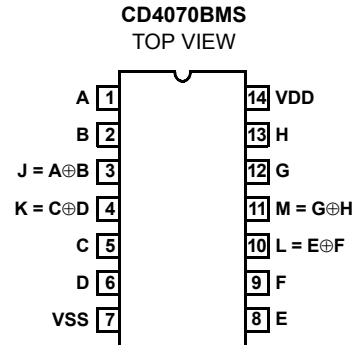 CD4070BMS
TOP VIEW
A 1 14 VDD
B 2 13 H
J = A⊕B 3 12 G
K = C⊕D 4 11 M = G⊕H
C 5 10 L = E⊕F
D 6 9 F
VSS 7 8 E